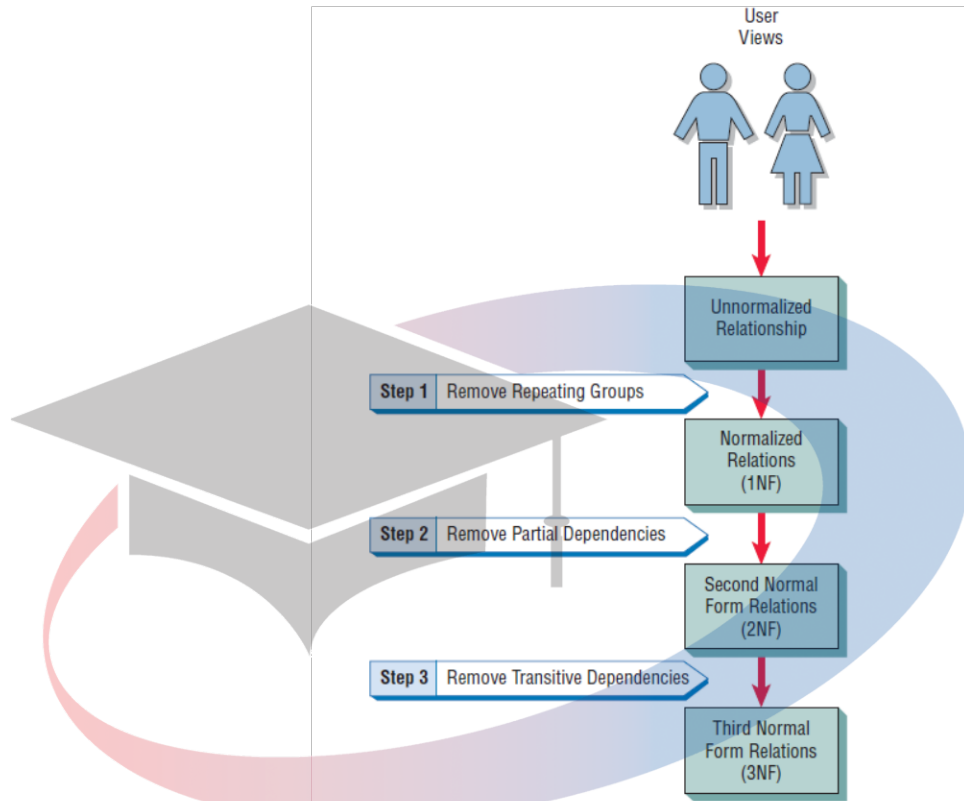 User
Views
Unnormalized
Relationship
Step 1 Remove Repeating Groups
Normalized
Relations
(1NF)
Step 2 Remove Partial Dependencies
Second Normal
Form Relations
(2NF)
Step 3 Remove Transitive Dependencies
Third Normal
Form Relations
(3NF)